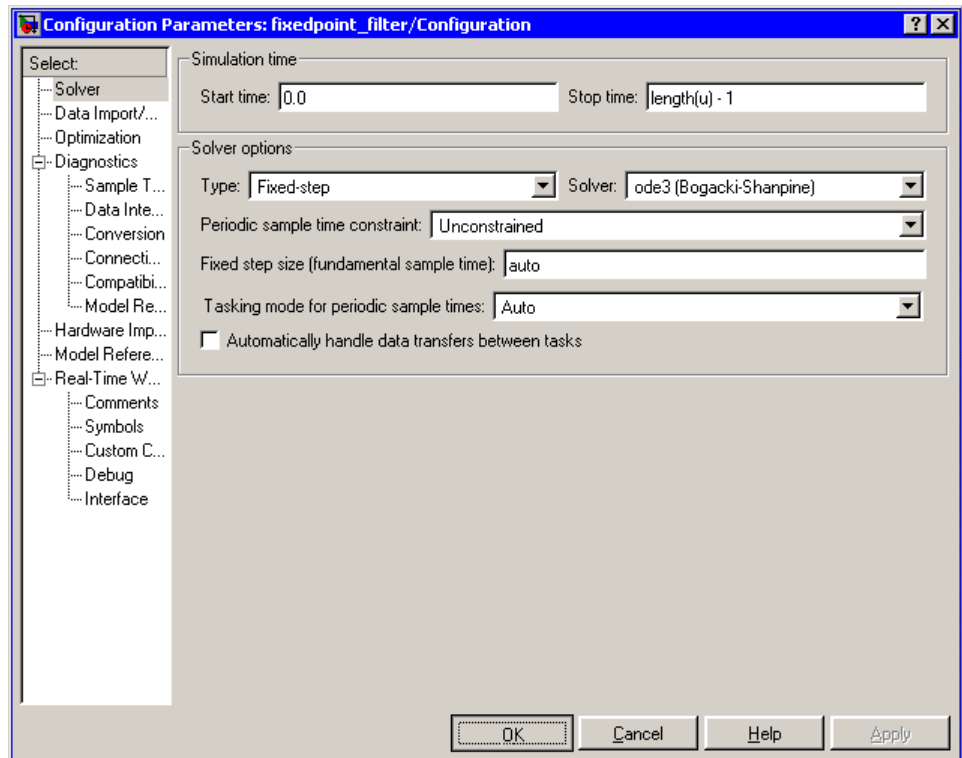 Configuration Parameters: fixedpoint_filter/Configuration
Select:
Solver
Data Import/...
Optimization
Diagnostics
Sample T...
Data Inte...
Conversion
Connecti...
Compatibi...
Model Re...
Hardware Imp...
Model Refere...
Real-Time W...
Comments
Symbols
Custom C...
Debug
Interface
Simulation time
Start time: 0.0 Stop time: length(u) - 1
Solver options
Type: Fixed-step Solver: ode3 (Bogacki-Shanpine)
Periodic sample time constraint: Unconstrained
Fixed step size (fundamental sample time): auto
Tasking mode for periodic sample times: Auto
Automatically handle data transfers between tasks
OK Cancel Help Apply